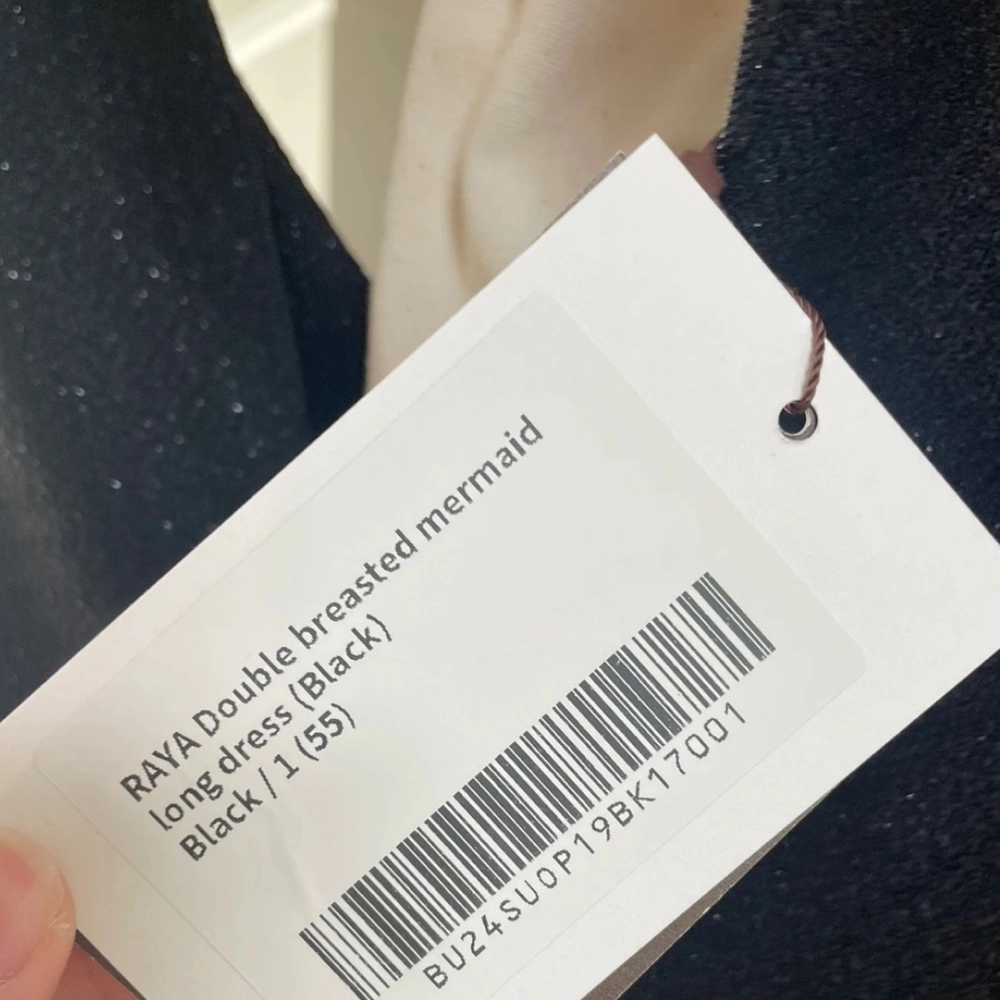 RAYA Double breasted mermaid
long dress (Black)
Black / 1 (55)
BU24SU0P19BK17001